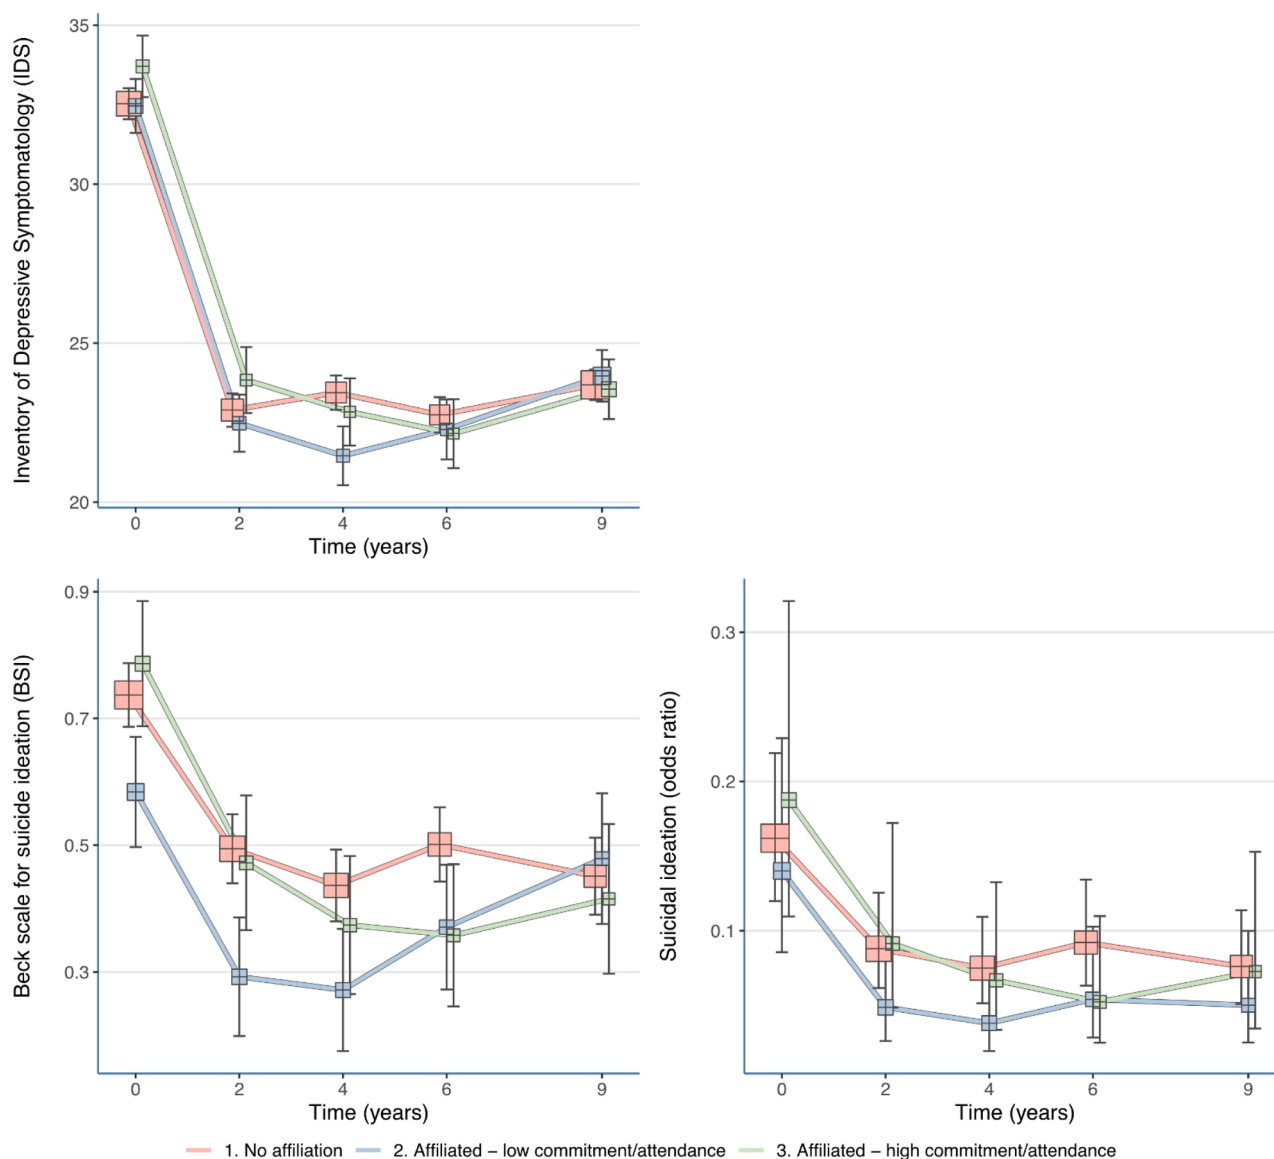 Inventory of Depressive Symptomatology (IDS)
35
30
25
20
0 2 4 6 9
Time (years)
Beck scale for suicide ideation (BSI)
0.9
0.7
0.5
0.3
0 2 4 6 9
Time (years)
Suicidal ideation (odds ratio)
0.3
0.2
0.1
0 2 4 6 9
Time (years)
1. No affiliation 2. Affiliated – low commitment/attendance 3. Affiliated – high commitment/attendance